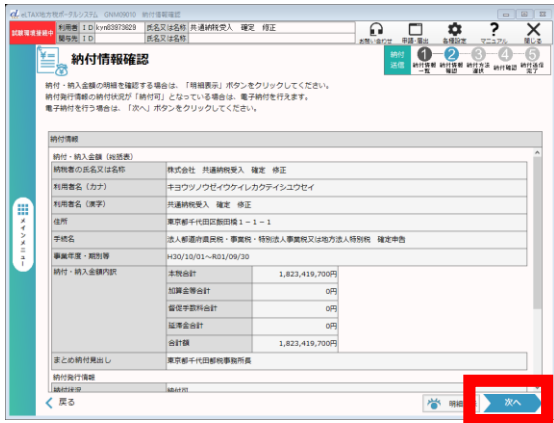 eLTAX地方税ポータルシステム GNM09010 納付情報確認
試験環境接続中
利用者 I D kyn63973629 氏名又は名称 共通納税受入 確定 修正
関与先 I D 氏名又は名称
お問い合わせ 申請・届出 各種設定 マニュアル 閉じる
納付情報確認
納付送信
1 2 3 4 5
納付情報一覧 納付情報確認 納付方法選択 納付確認 納付送信完了
納付・納入金額の明細を確認する場合は、「明細表示」ボタンをクリックしてください。
納付発行情報の納付状況が「納付可」となっている場合は、電子納付を行えます。
電子納付を行う場合は、「次へ」ボタンをクリックしてください。
納付情報
納付・納入金額（総括表）
納税者の氏名又は名称 株式会社 共通納税受入 確定 修正
利用者名（カナ） キヨウツノウゼイウケイレカクテイシユウセイ
利用者名（漢字） 共通納税受入 確定 修正
住所 東京都千代田区飯田橋１－１－１
手続名 法人都道府県民税・事業税・特別法人事業税又は地方法人特別税 確定申告
事業年度・期別等 H30/10/01～R01/09/30
納付・納入金額内訳 本税合計 1,823,419,700円
加算金等合計 0円
督促手数料合計 0円
延滞金合計 0円
合計額 1,823,419,700円
まとめ納付見出し 東京都千代田都税事務所長
納付発行情報
納付状況 納付可
メインメニュー
戻る
明細
次へ